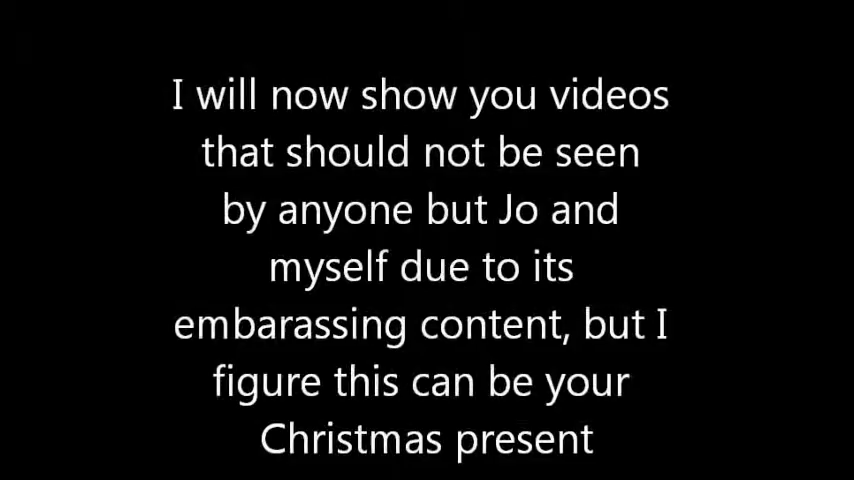 I will now show you videos
that should not be seen
by anyone but Jo and
myself due to its
embarassing content, but I
figure this can be your
Christmas present